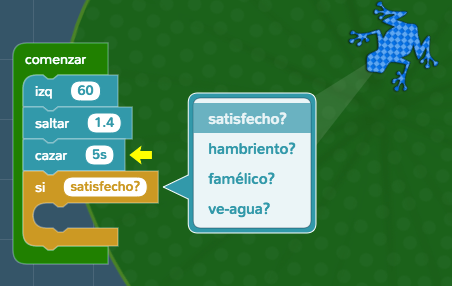 comenzar
izq 60
saltar 1.4
cazar 5s
si satisfecho?
satisfecho?
hambriento?
famélico?
ve-agua?